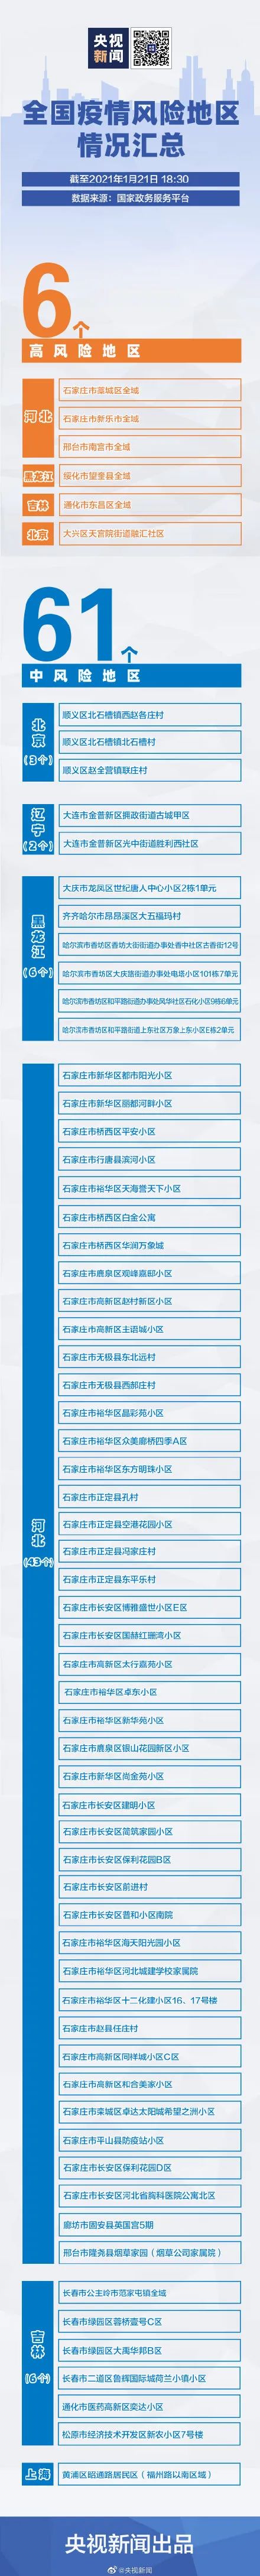 央视
新闻
全国疫情风险地区
情况汇总
截至2021年1月21日 18:30
数据来源：国家政务服务平台
6个
高风险地区
河北
石家庄市藁城区全域
石家庄市新乐市全域
邢台市南宫市全域
黑龙江
绥化市望奎县全域
吉林
通化市东昌区全域
北京
大兴区天宫院街道融汇社区
61个
中风险地区
北京
(3个)
顺义区北石槽镇西赵各庄村
顺义区北石槽镇北石槽村
顺义区赵全营镇联庄村
辽宁
(2个)
大连市金普新区拥政街道古城甲区
大连市金普新区光中街道胜利西社区
黑龙江
(6个)
大庆市龙凤区世纪唐人中心小区2栋1单元
齐齐哈尔市昂昂溪区大五福玛村
哈尔滨市香坊区香坊大街街道办事处香中社区古香街12号
哈尔滨市香坊区大庆路街道办事处电塔小区101栋7单元
哈尔滨市香坊区和平路街道办事处风华社区石化小区9栋6单元
哈尔滨市香坊区和平路街道上东社区万象上东小区E栋2单元
河北
(43个)
石家庄市新华区都市阳光小区
石家庄市新华区丽都河畔小区
石家庄市桥西区平安小区
石家庄市行唐县滨河小区
石家庄市裕华区天海誉天下小区
石家庄市桥西区白金公寓
石家庄市桥西区华润万象城
石家庄市鹿泉区观峰嘉邸小区
石家庄市高新区赵村新区小区
石家庄市高新区主语城小区
石家庄市无极县东北远村
石家庄市无极县西郝庄村
石家庄市裕华区晶彩苑小区
石家庄市裕华区众美廊桥四季A区
石家庄市裕华区东方明珠小区
石家庄市正定县孔村
石家庄市正定县空港花园小区
石家庄市正定县冯家庄村
石家庄市正定县东平乐村
石家庄市长安区博雅盛世小区E区
石家庄市长安区国赫红珊湾小区
石家庄市高新区太行嘉苑小区
石家庄市裕华区卓东小区
石家庄市裕华区新华苑小区
石家庄市鹿泉区银山花园新区小区
石家庄市新华区尚金苑小区
石家庄市长安区建明小区
石家庄市长安区简筑家园小区
石家庄市长安区保利花园B区
石家庄市长安区前进村
石家庄市长安区普和小区南院
石家庄市裕华区海天阳光园小区
石家庄市裕华区河北城建学校家属院
石家庄市裕华区十二化建小区16、17号楼
石家庄市赵县任庄村
石家庄市高新区同祥城小区C区
石家庄市高新区和合美家小区
石家庄市栾城区卓达太阳城希望之洲小区
石家庄市平山县防疫站小区
石家庄市长安区保利花园D区
石家庄市长安区河北省胸科医院公寓北区
廊坊市固安县英国宫5期
邢台市隆尧县烟草家园（烟草公司家属院）
吉林
(6个)
长春市公主岭市范家屯镇全域
长春市绿园区蓉桥壹号C区
长春市绿园区大禹华邦B区
长春市二道区鲁辉国际城荷兰小镇小区
通化市医药高新区奕达小区
松原市经济技术开发区新农小区7号楼
上海
黄浦区昭通路居民区（福州路以南区域）
央视新闻出品
@央视新闻